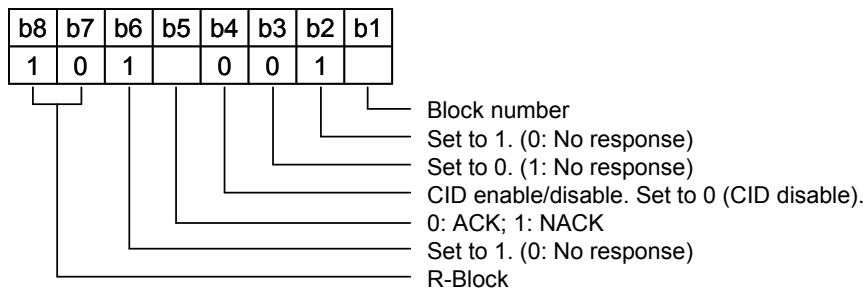 b8 b7 b6 b5 b4 b3 b2 b1
1 0 1 0 0 1
Block number
Set to 1. (0: No response)
Set to 0. (1: No response)
CID enable/disable. Set to 0 (CID disable).
0: ACK; 1: NACK
Set to 1. (0: No response)
R-Block